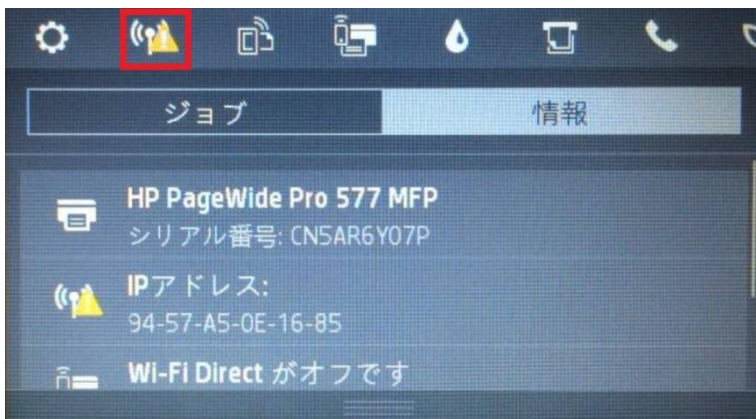 ジョブ
情報
HP PageWide Pro 577 MFP
シリアル番号: CN5AR6Y07P
IPアドレス:
94-57-A5-0E-16-85
Wi-Fi Direct がオフです